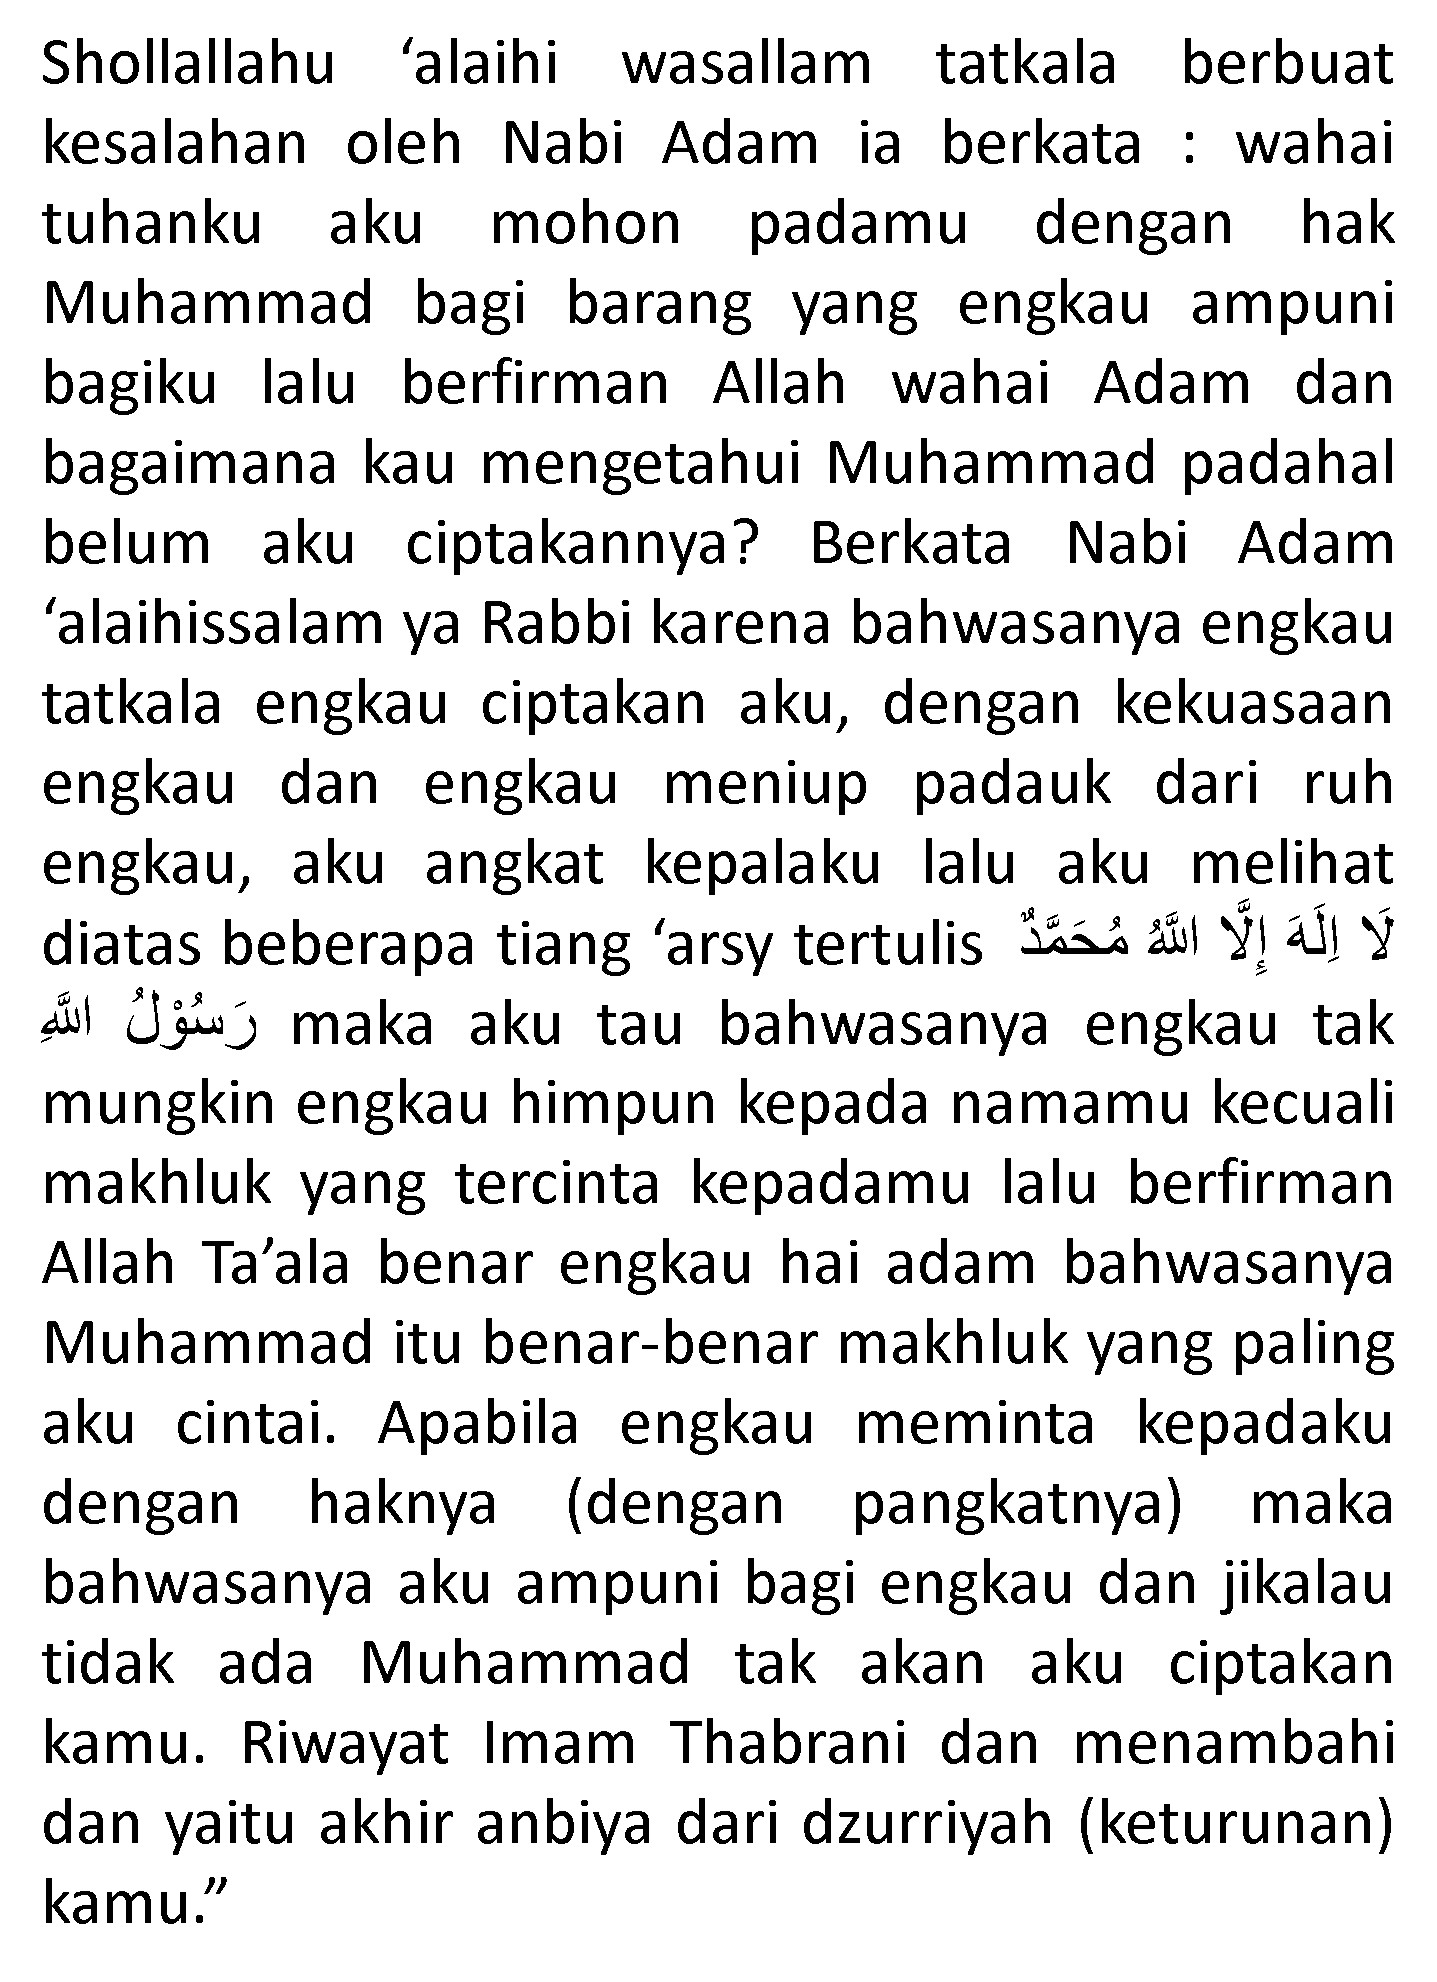 Shollallahu ‘alaihi wasallam tatkala berbuat
kesalahan oleh Nabi Adam ia berkata : wahai
tuhanku aku mohon padamu dengan hak
Muhammad bagi barang yang engkau ampuni
bagiku lalu berfirman Allah wahai Adam dan
bagaimana kau mengetahui Muhammad padahal
belum aku ciptakannya? Berkata Nabi Adam
‘alaihissalam ya Rabbi karena bahwasanya engkau
tatkala engkau ciptakan aku, dengan kekuasaan
engkau dan engkau meniup padauk dari ruh
engkau, aku angkat kepalaku lalu aku melihat
diatas beberapa tiang ‘arsy tertulis لَا اِلَهَ إِلَّا اللَّهُ مُحَمَّدٌ
رَسُوْلُ اللَّهِ maka aku tau bahwasanya engkau tak
mungkin engkau himpun kepada namamu kecuali
makhluk yang tercinta kepadamu lalu berfirman
Allah Ta’ala benar engkau hai adam bahwasanya
Muhammad itu benar-benar makhluk yang paling
aku cintai. Apabila engkau meminta kepadaku
dengan haknya (dengan pangkatnya) maka
bahwasanya aku ampuni bagi engkau dan jikalau
tidak ada Muhammad tak akan aku ciptakan
kamu. Riwayat Imam Thabrani dan menambahi
dan yaitu akhir anbiya dari dzurriyah (keturunan)
kamu.”